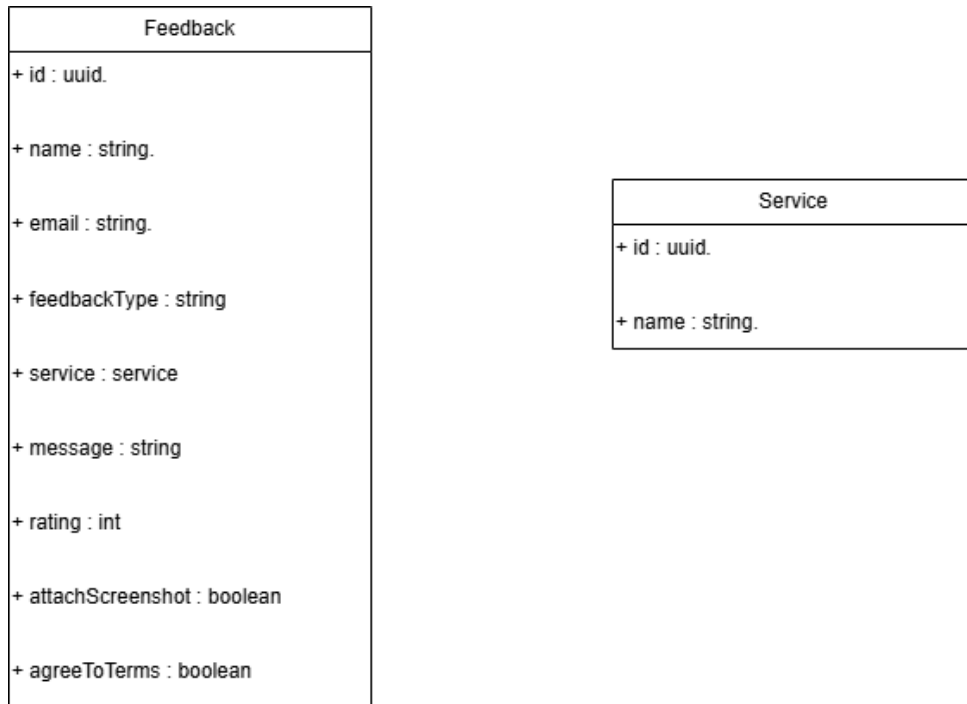 Feedback
+ id : uuid.
+ name : string.
+ email : string.
+ feedbackType : string
+ service : service
+ message : string
+ rating : int
+ attachScreenshot : boolean
+ agreeToTerms : boolean
Service
+ id : uuid.
+ name : string.